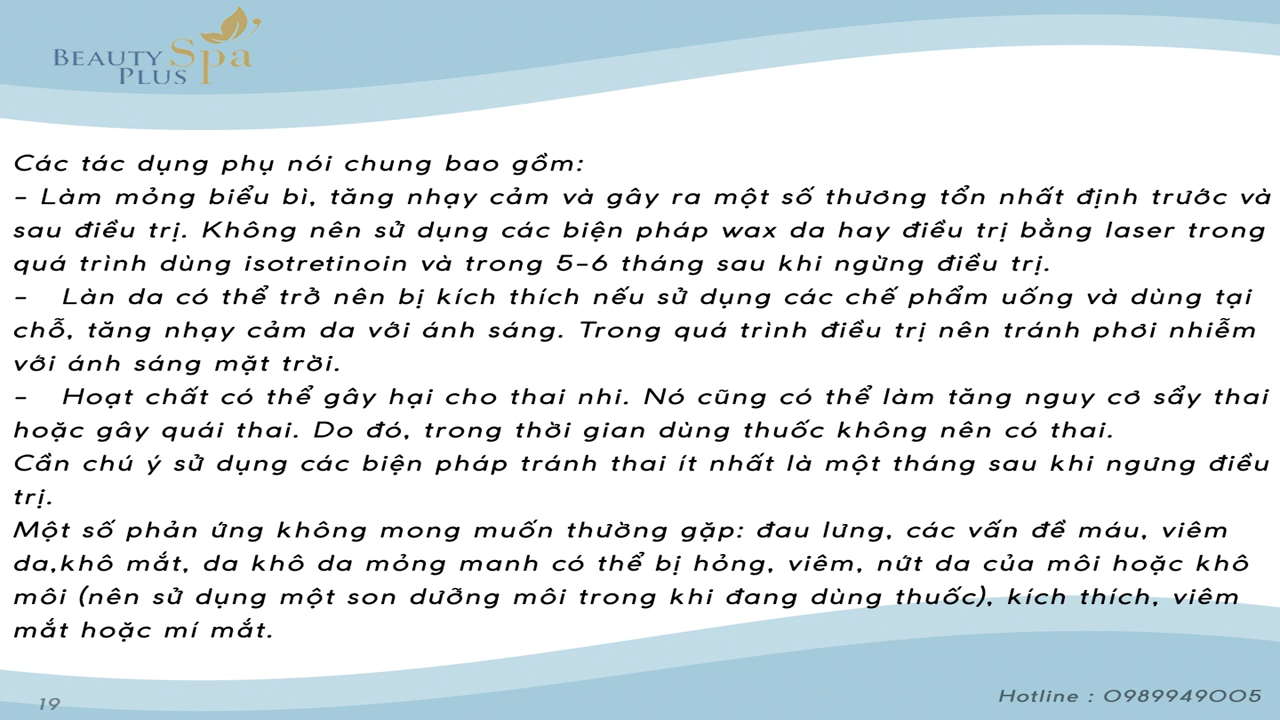 BEAUTY Spa
PLUS
Các tác dụng phụ nói chung bao gồm:
- Làm mỏng biểu bì, tăng nhạy cảm và gây ra một số thương tổn nhất định trước và
sau điều trị. Không nên sử dụng các biện pháp wax da hay điều trị bằng laser trong
quá trình dùng isotretinoin và trong 5-6 tháng sau khi ngừng điều trị.
- Làn da có thể trở nên bị kích thích nếu sử dụng các chế phẩm uống và dùng tại
chỗ, tăng nhạy cảm da với ánh sáng. Trong quá trình điều trị nên tránh phơi nhiễm
với ánh sáng mặt trời.
- Hoạt chất có thể gây hại cho thai nhi. Nó cũng có thể làm tăng nguy cơ sẩy thai
hoặc gây quái thai. Do đó, trong thời gian dùng thuốc không nên có thai.
Cần chú ý sử dụng các biện pháp tránh thai ít nhất là một tháng sau khi ngưng điều
trị.
Một số phản ứng không mong muốn thường gặp: đau lưng, các vấn đề máu, viêm
da,khô mắt, da khô da mỏng manh có thể bị hỏng, viêm, nứt da của môi hoặc khô
môi (nên sử dụng một son dưỡng môi trong khi đang dùng thuốc), kích thích, viêm
mắt hoặc mí mắt.
19
Hotline : 0989949005